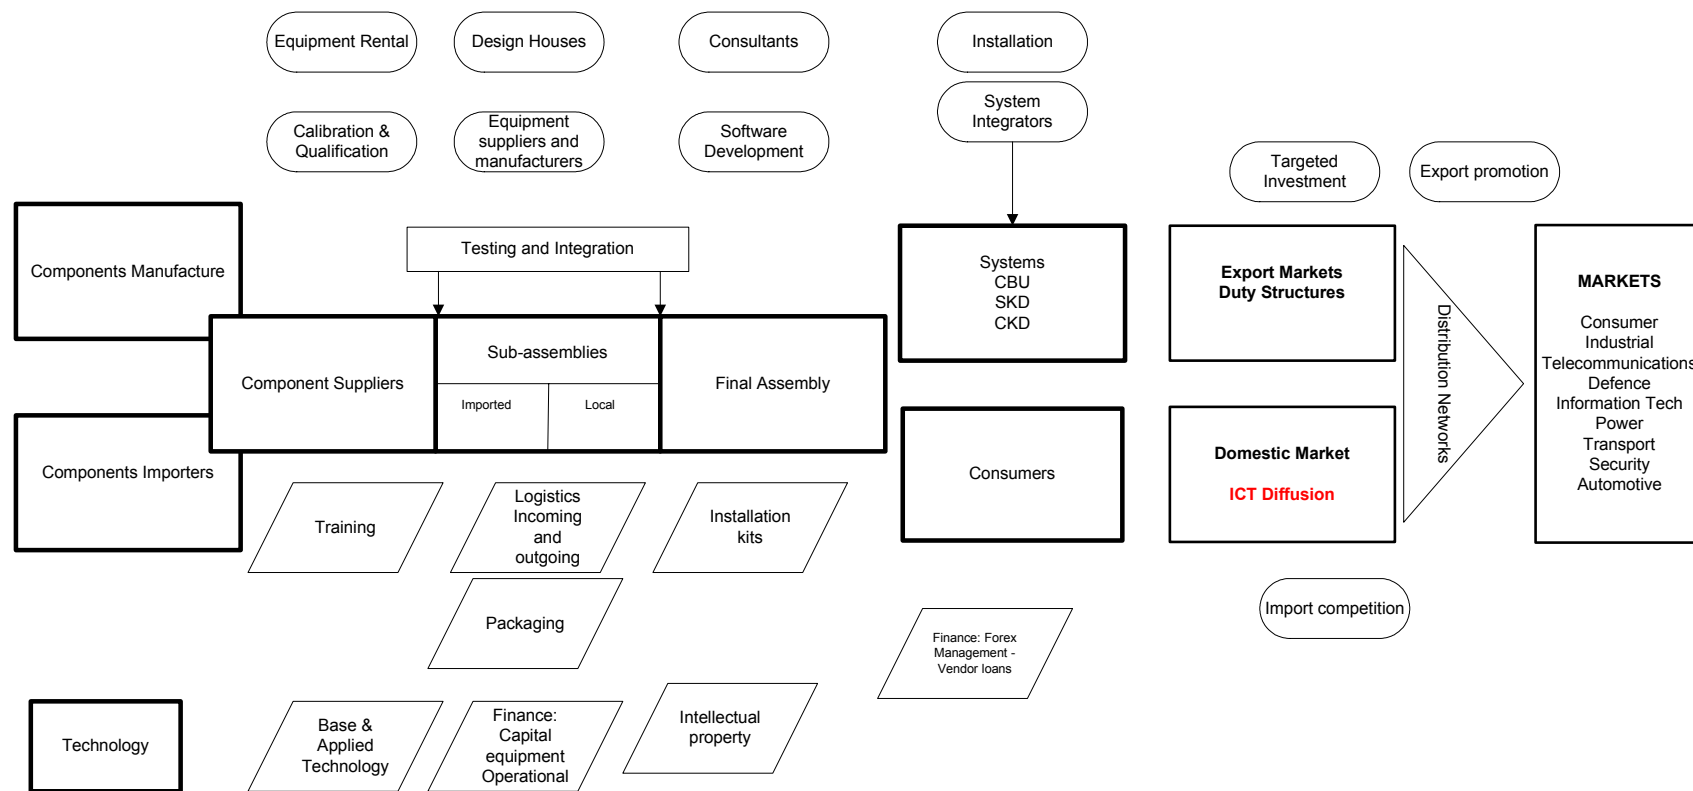 Equipment Rental
Design Houses
Consultants
Installation
Calibration &
Qualification
Equipment
suppliers and
manufacturers
Software
Development
System
Integrators
Targeted
Investment
Export promotion
Components Manufacture
Testing and Integration
Systems
CBU
SKD
CKD
Export Markets
Duty Structures
MARKETS
Consumer
Industrial
Telecommunications
Defence
Information Tech
Power
Transport
Security
Automotive
Distribution Networks
Component Suppliers
Sub-assemblies
Imported
Local
Final Assembly
Components Importers
Consumers
Domestic Market
ICT Diffusion
Training
Logistics
Incoming
and
outgoing
Installation
kits
Packaging
Import competition
Finance: Forex
Management -
Vendor loans
Technology
Base &
Applied
Technology
Finance:
Capital
equipment
Operational
Intellectual
property